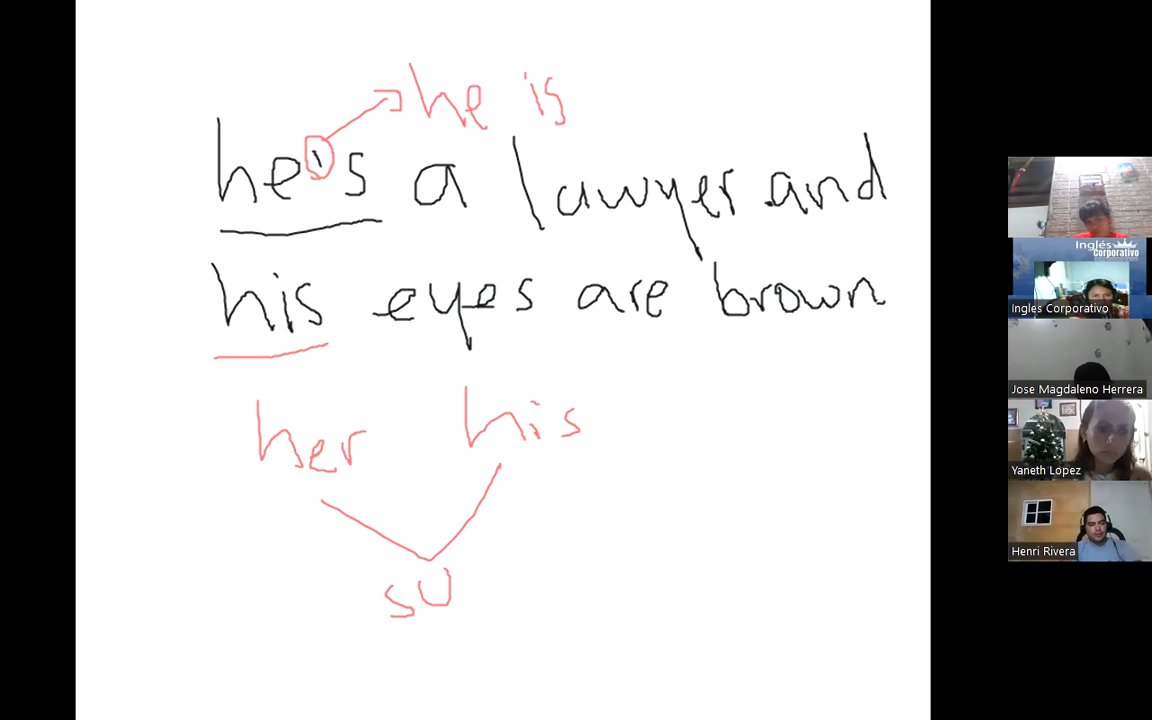 he is
he's a lawyer and
his eyes are brown
her his
su
Inglés
Corporativo
Ingles Corporativo
Jose Magdaleno Herrera
Yaneth Lopez
Henri Rivera